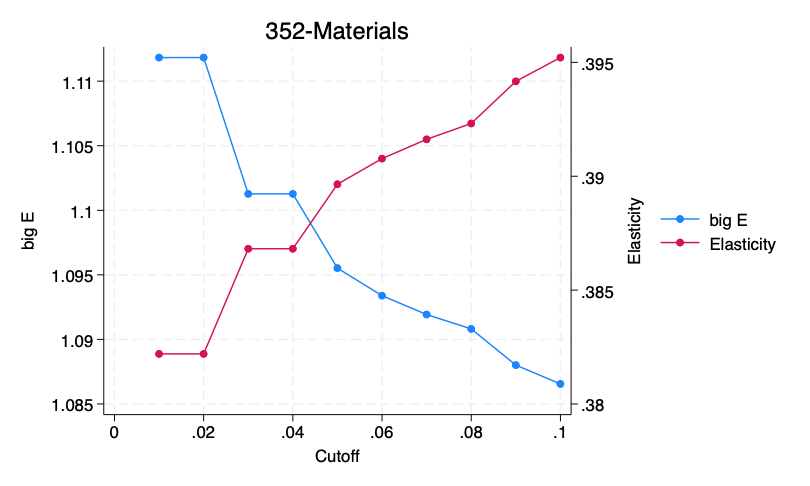 352-Materials
big E
1.11
1.105
1.1
1.095
1.09
1.085
.395
.39
.385
.38
Elasticity
0 .02 .04 .06 .08 .1
Cutoff
big E
Elasticity